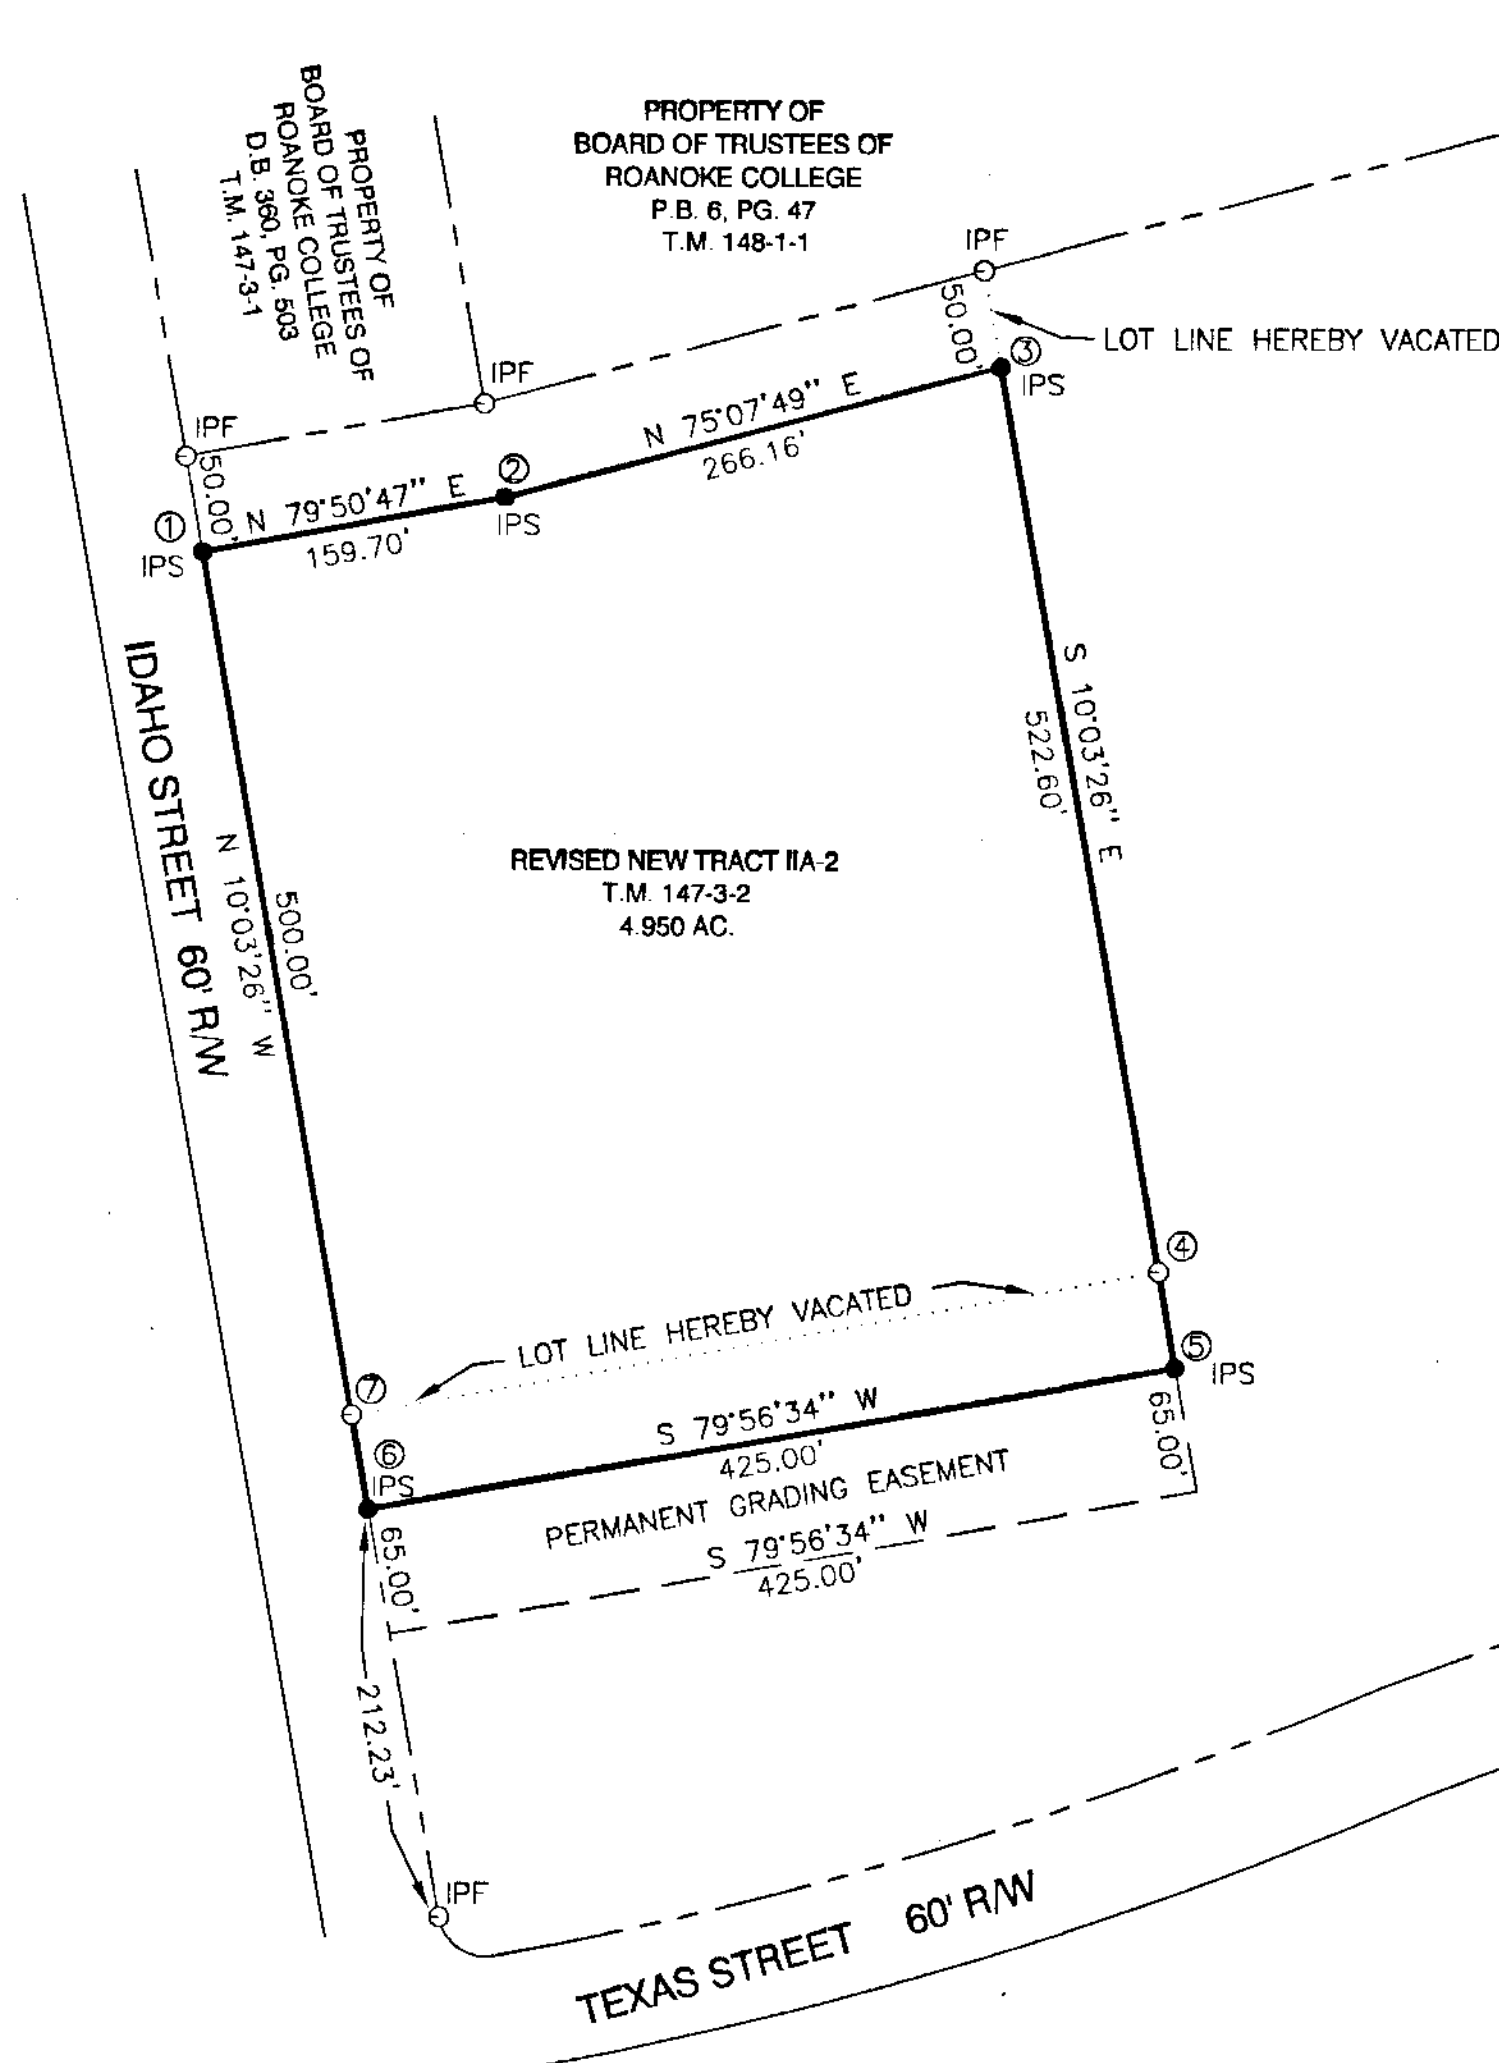 PROPERTY OF
BOARD OF TRUSTEES OF
ROANOKE COLLEGE
D.B. 360, PG. 503
T.M. 147-3-1
PROPERTY OF
BOARD OF TRUSTEES OF
ROANOKE COLLEGE
P.B. 6, PG. 47
T.M. 148-1-1
IPF
50.00'
LOT LINE HEREBY VACATED
③
IPS
IPF
N 75°07'49" E
266.16'
IPF
50.00'
N 79°50'47" E
159.70'
②
IPS
①
IPS
IDAHO STREET 60' R/W
N 10°03'26" W
500.00'
S 10°03'26" E
522.60'
REVISED NEW TRACT IIA-2
T.M. 147-3-2
4.950 AC.
④
LOT LINE HEREBY VACATED
⑤
IPS
⑦
⑥
IPS
S 79°56'34" W
425.00'
65.00'
PERMANENT GRADING EASEMENT
S 79°56'34" W
425.00'
65.00'
212.23'
IPF
TEXAS STREET 60' R/W